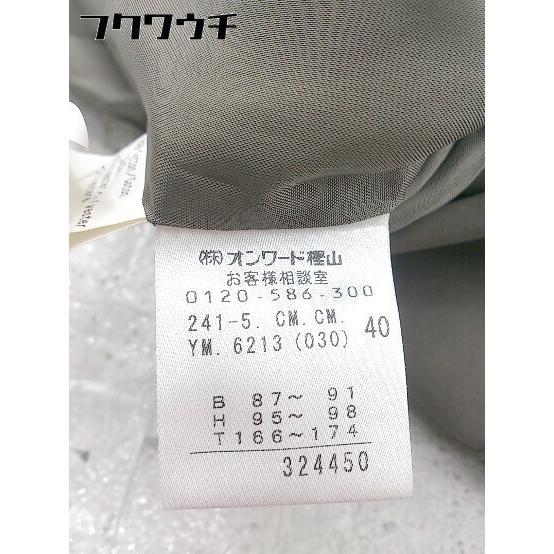 フクワウチ
㈱オンワード樫山
お客様相談室
0120-586-300
241-5. CM.CM. 40
YM. 6213 (030)
B 87～ 91
H 95～ 98
T 166～174
324450